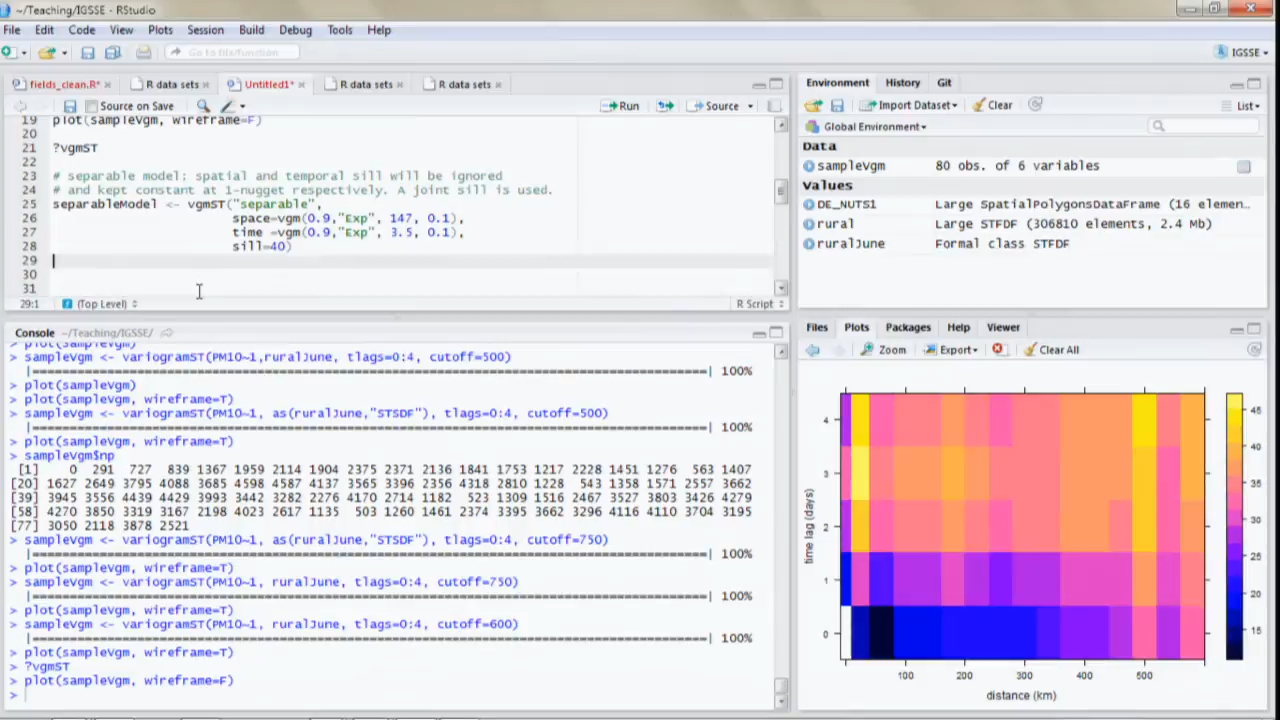 ~/Teaching/IGSSE - RStudio
File Edit Code View Plots Session Build Debug Tools Help
Go to file/function
IGSSE
fields_clean.R* × R data sets × Untitled1* × R data sets × R data sets ×
Source on Save Run Source
19 plot(sampleVgm, wireframe=F)
20
21 ?vgmST
22
23 # separable model: spatial and temporal sill will be ignored
24 # and kept constant at 1-nugget respectively. A joint sill is used.
25 separableModel <- vgmST("separable",
26 space=vgm(0.9,"Exp", 147, 0.1),
27 time =vgm(0.9,"Exp", 3.5, 0.1),
28 sill=40)
29
30
31
29:1 (Top Level) R Script
Console ~/Teaching/IGSSE/
> plot(sampleVgm)
> sampleVgm <- variogramST(PM10~1,ruralJune, tlags=0:4, cutoff=500)
|=====================================================================================| 100%
> plot(sampleVgm)
> plot(sampleVgm, wireframe=T)
> sampleVgm <- variogramST(PM10~1, as(ruralJune,"STSDF"), tlags=0:4, cutoff=500)
|=====================================================================================| 100%
> plot(sampleVgm, wireframe=T)
> sampleVgm$np
[1] 0 291 727 839 1367 1959 2114 1904 2375 2371 2136 1841 1753 1217 2228 1451 1276 563 1407
[20] 1627 2649 3795 4088 3685 4598 4587 4137 3565 3396 2356 4318 2810 1228 543 1358 1571 2557 3662
[39] 3945 3556 4439 4429 3993 3442 3282 2276 4170 2714 1182 523 1309 1516 2467 3527 3803 3426 4279
[58] 4270 3850 3319 3167 2198 4023 2617 1135 503 1260 1461 2374 3395 3662 3296 4116 4110 3704 3195
[77] 3050 2118 3878 2521
> sampleVgm <- variogramST(PM10~1, as(ruralJune,"STSDF"), tlags=0:4, cutoff=750)
|=====================================================================================| 100%
> plot(sampleVgm, wireframe=T)
> sampleVgm <- variogramST(PM10~1, ruralJune, tlags=0:4, cutoff=750)
|=====================================================================================| 100%
> plot(sampleVgm, wireframe=T)
> sampleVgm <- variogramST(PM10~1, ruralJune, tlags=0:4, cutoff=600)
|=====================================================================================| 100%
> plot(sampleVgm, wireframe=T)
> ?vgmST
> plot(sampleVgm, wireframe=F)
>
Environment History Git
Import Dataset Clear List
Global Environment
Data
sampleVgm 80 obs. of 6 variables
Values
DE_NUTS1 Large SpatialPolygonsDataFrame (16 elemen...
rural Large STFDF (306810 elements, 2.4 Mb)
ruralJune Formal class STFDF
Files Plots Packages Help Viewer
Zoom Export Clear All
time lag (days)
4
3
2
1
0
100 200 300 400 500
distance (km)
45
40
35
30
25
20
15